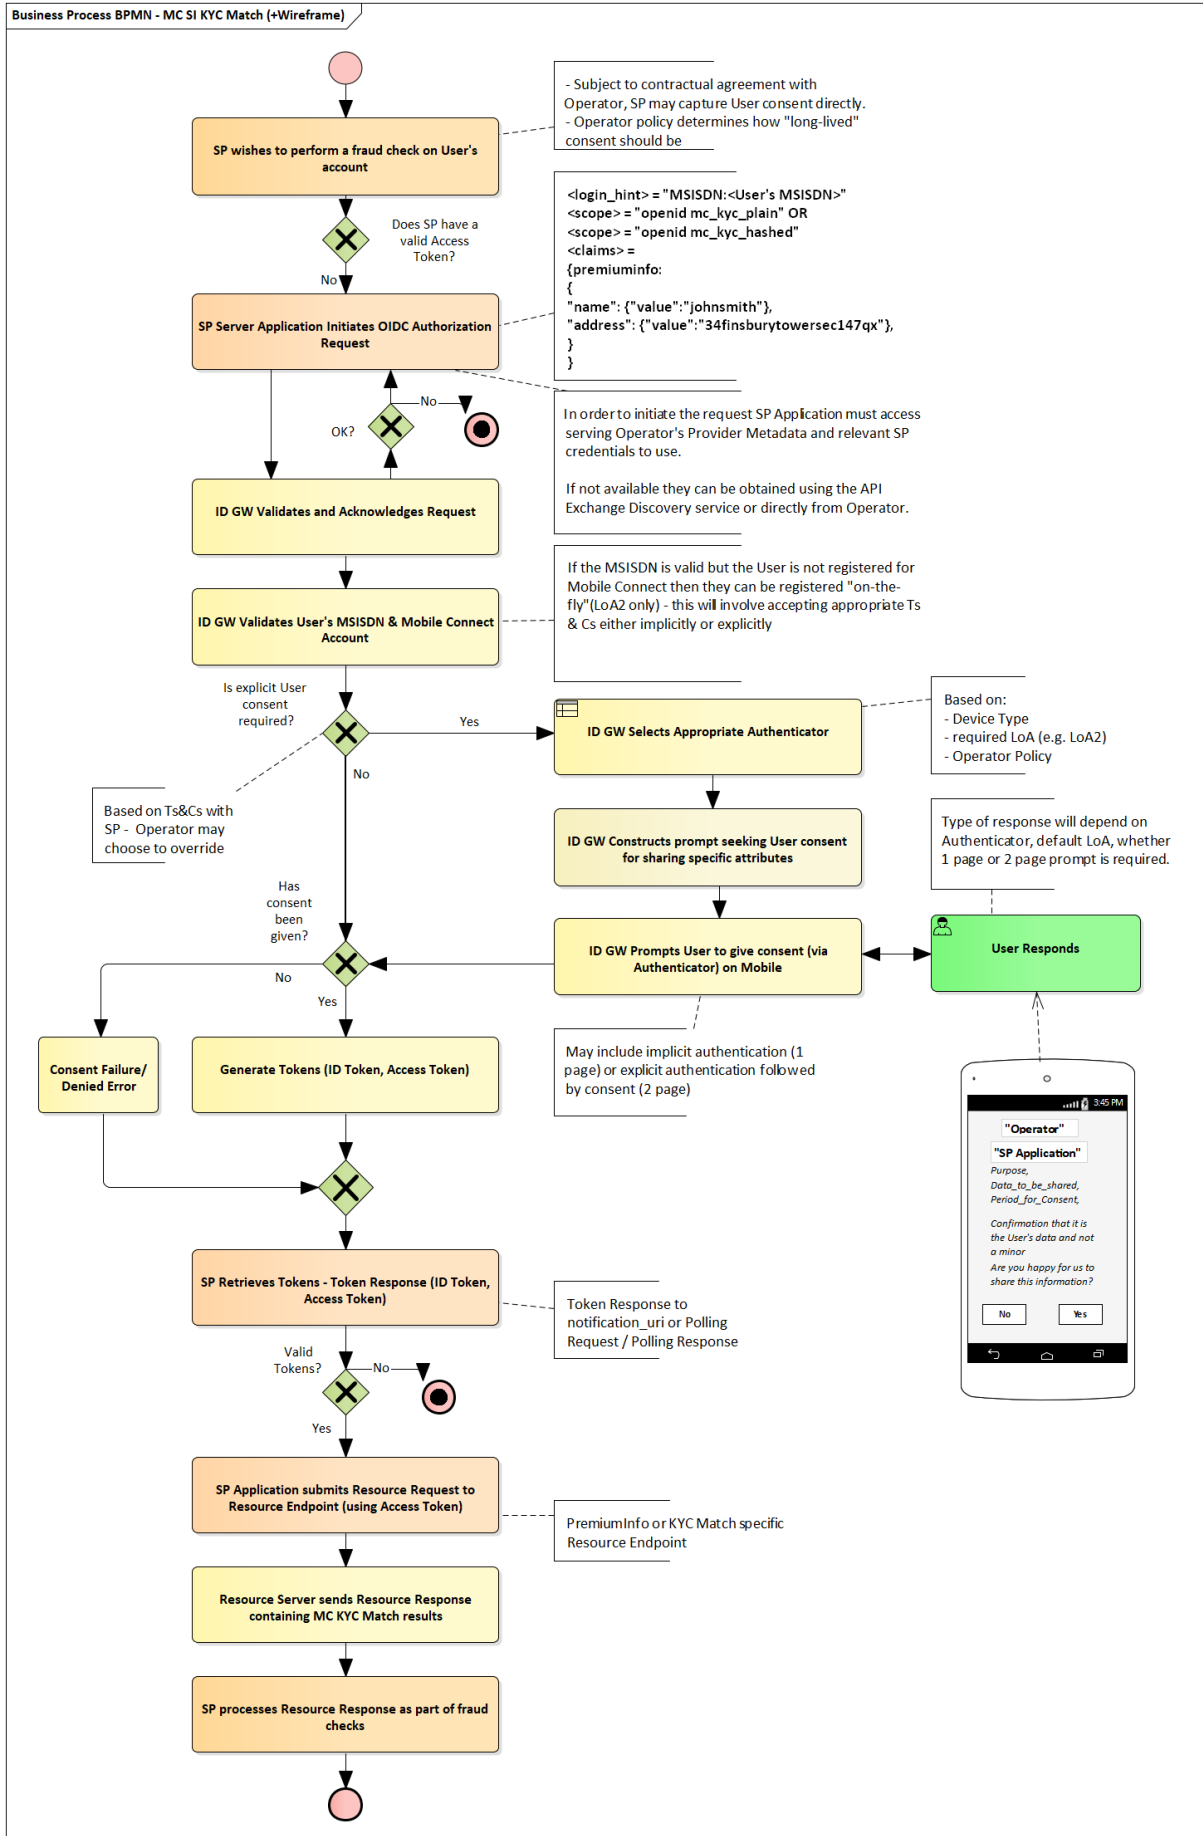 Business Process BPMN - MC SI KYC Match (+Wireframe)
- Subject to contractual agreement with
Operator, SP may capture User consent directly.
- Operator policy determines how "long-lived"
consent should be
SP wishes to perform a fraud check on User's
account
Does SP have a
valid Access
Token?
No
<login_hint> = "MSISDN:<User's MSISDN>"
<scope> = "openid mc_kyc_plain" OR
<scope> = "openid mc_kyc_hashed"
<claims> =
{premiuminfo:
{
"name": {"value":"johnsmith"},
"address": {"value":"34finsburytowersec147qx"},
}
}
SP Server Application Initiates OIDC Authorization
Request
No
OK?
In order to initiate the request SP Application must access
serving Operator's Provider Metadata and relevant SP
credentials to use.
If not available they can be obtained using the API
Exchange Discovery service or directly from Operator.
ID GW Validates and Acknowledges Request
If the MSISDN is valid but the User is not registered for
Mobile Connect then they can be registered "on-the-
fly"(LoA2 only) - this will involve accepting appropriate Ts
& Cs either implicitly or explicitly
ID GW Validates User's MSISDN & Mobile Connect
Account
Is explicit User
consent
required?
Yes
No
ID GW Selects Appropriate Authenticator
Based on:
- Device Type
- required LoA (e.g. LoA2)
- Operator Policy
Based on Ts&Cs with
SP - Operator may
choose to override
ID GW Constructs prompt seeking User consent
for sharing specific attributes
Type of response will depend on
Authenticator, default LoA, whether
1 page or 2 page prompt is required.
Has
consent
been
given?
No
Yes
ID GW Prompts User to give consent (via
Authenticator) on Mobile
User Responds
Consent Failure/
Denied Error
Generate Tokens (ID Token, Access Token)
May include implicit authentication (1
page) or explicit authentication followed
by consent (2 page)
3:45 PM
"Operator"
"SP Application"
Purpose,
Data_to_be_shared,
Period_for_Consent,
Confirmation that it is
the User's data and not
a minor
Are you happy for us to
share this information?
No
Yes
SP Retrieves Tokens - Token Response (ID Token,
Access Token)
Token Response to
notification_uri or Polling
Request / Polling Response
Valid
Tokens?
No
Yes
SP Application submits Resource Request to
Resource Endpoint (using Access Token)
PremiumInfo or KYC Match specific
Resource Endpoint
Resource Server sends Resource Response
containing MC KYC Match results
SP processes Resource Response as part of fraud
checks